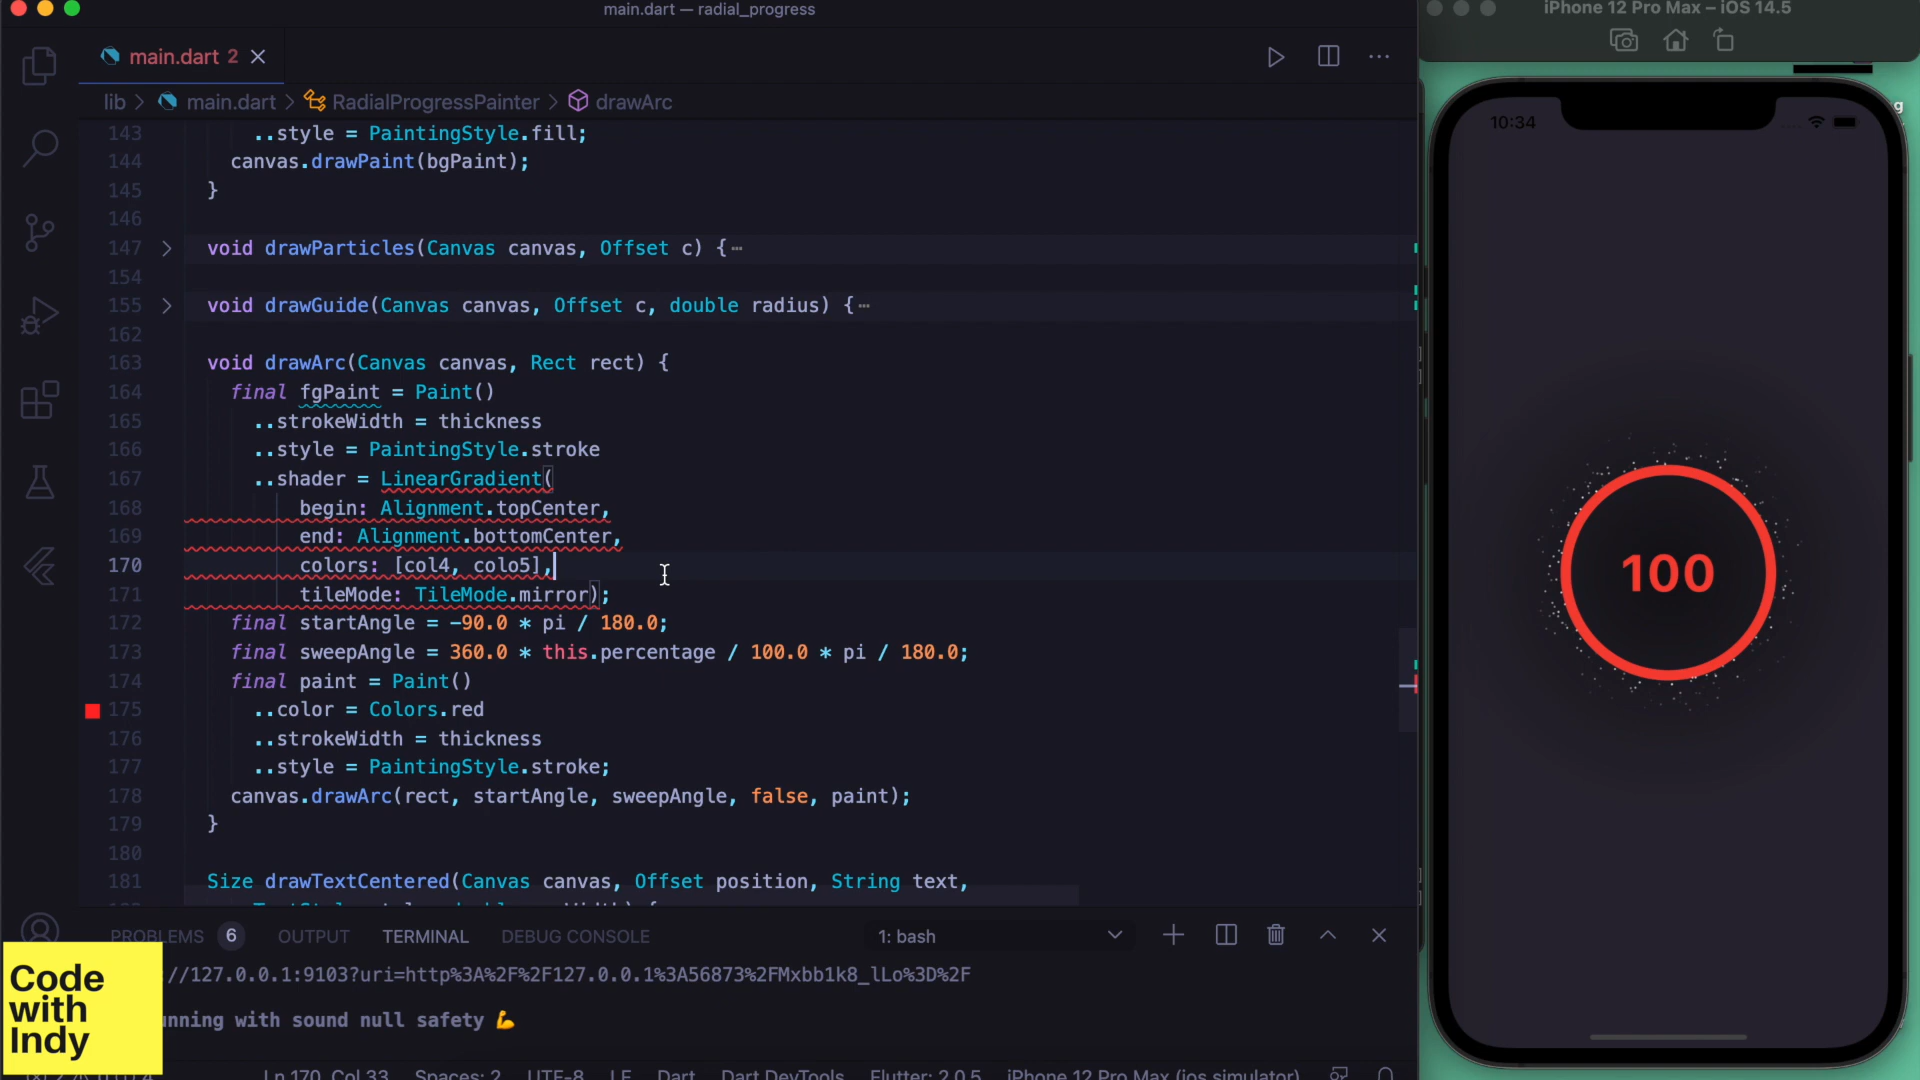 main.dart — radial_progress
iPhone 12 Pro Max – iOS 14.5
main.dart 2
lib > main.dart > RadialProgressPainter > drawArc
143 ..style = PaintingStyle.fill;
144 canvas.drawPaint(bgPaint);
145 }
146
147 void drawParticles(Canvas canvas, Offset c) {⋯
154
155 void drawGuide(Canvas canvas, Offset c, double radius) {⋯
162
163 void drawArc(Canvas canvas, Rect rect) {
164 final fgPaint = Paint()
165 ..strokeWidth = thickness
166 ..style = PaintingStyle.stroke
167 ..shader = LinearGradient(
168 begin: Alignment.topCenter,
169 end: Alignment.bottomCenter,
170 colors: [col4, colo5],
171 tileMode: TileMode.mirror);
172 final startAngle = -90.0 * pi / 180.0;
173 final sweepAngle = 360.0 * this.percentage / 100.0 * pi / 180.0;
174 final paint = Paint()
175 ..color = Colors.red
176 ..strokeWidth = thickness
177 ..style = PaintingStyle.stroke;
178 canvas.drawArc(rect, startAngle, sweepAngle, false, paint);
179 }
180
181 Size drawTextCentered(Canvas canvas, Offset position, String text,
PROBLEMS 6 OUTPUT TERMINAL DEBUG CONSOLE 1: bash
//127.0.0.1:9103?uri=http%3A%2F%2F127.0.0.1%3A56873%2FMxbb1k8_lLo%3D%2F
unning with sound null safety 💪
Ln 170, Col 33 Spaces: 2 UTF-8 LF Dart Dart DevTools Flutter: 2.0.5 iPhone 12 Pro Max (ios simulator)
Code
with
Indy
10:34
100